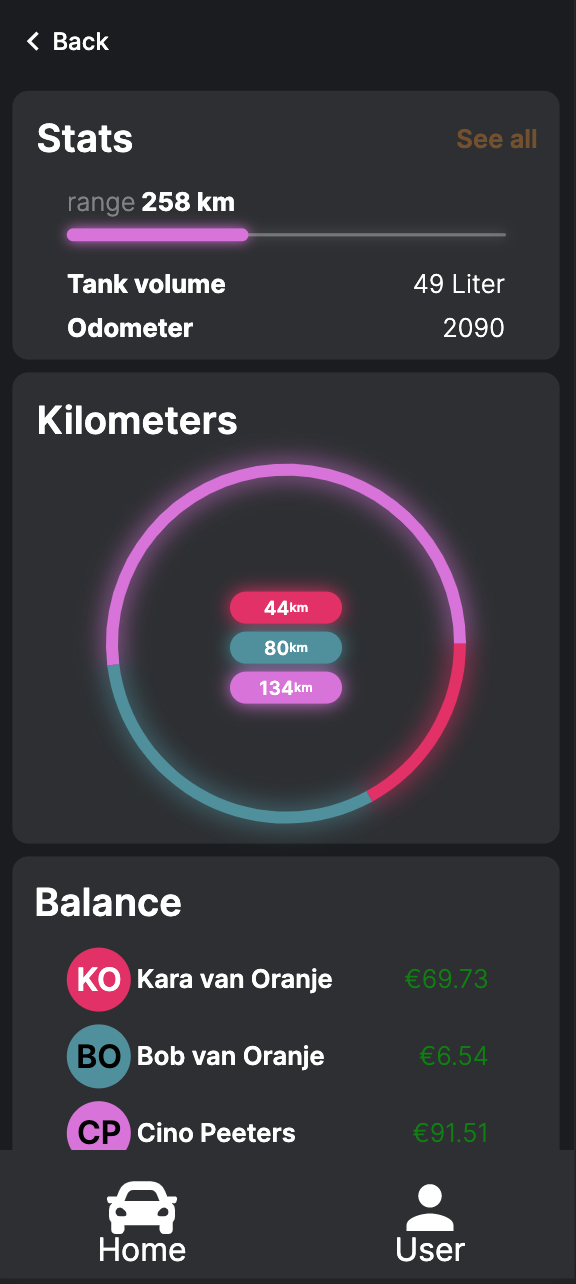 Back
Stats See all
range 258 km
Tank volume 49 Liter
Odometer 2090
Kilometers
44km
80km
134km
Balance
KO Kara van Oranje €69.73
BO Bob van Oranje €6.54
CP Cino Peeters €91.51
Home User